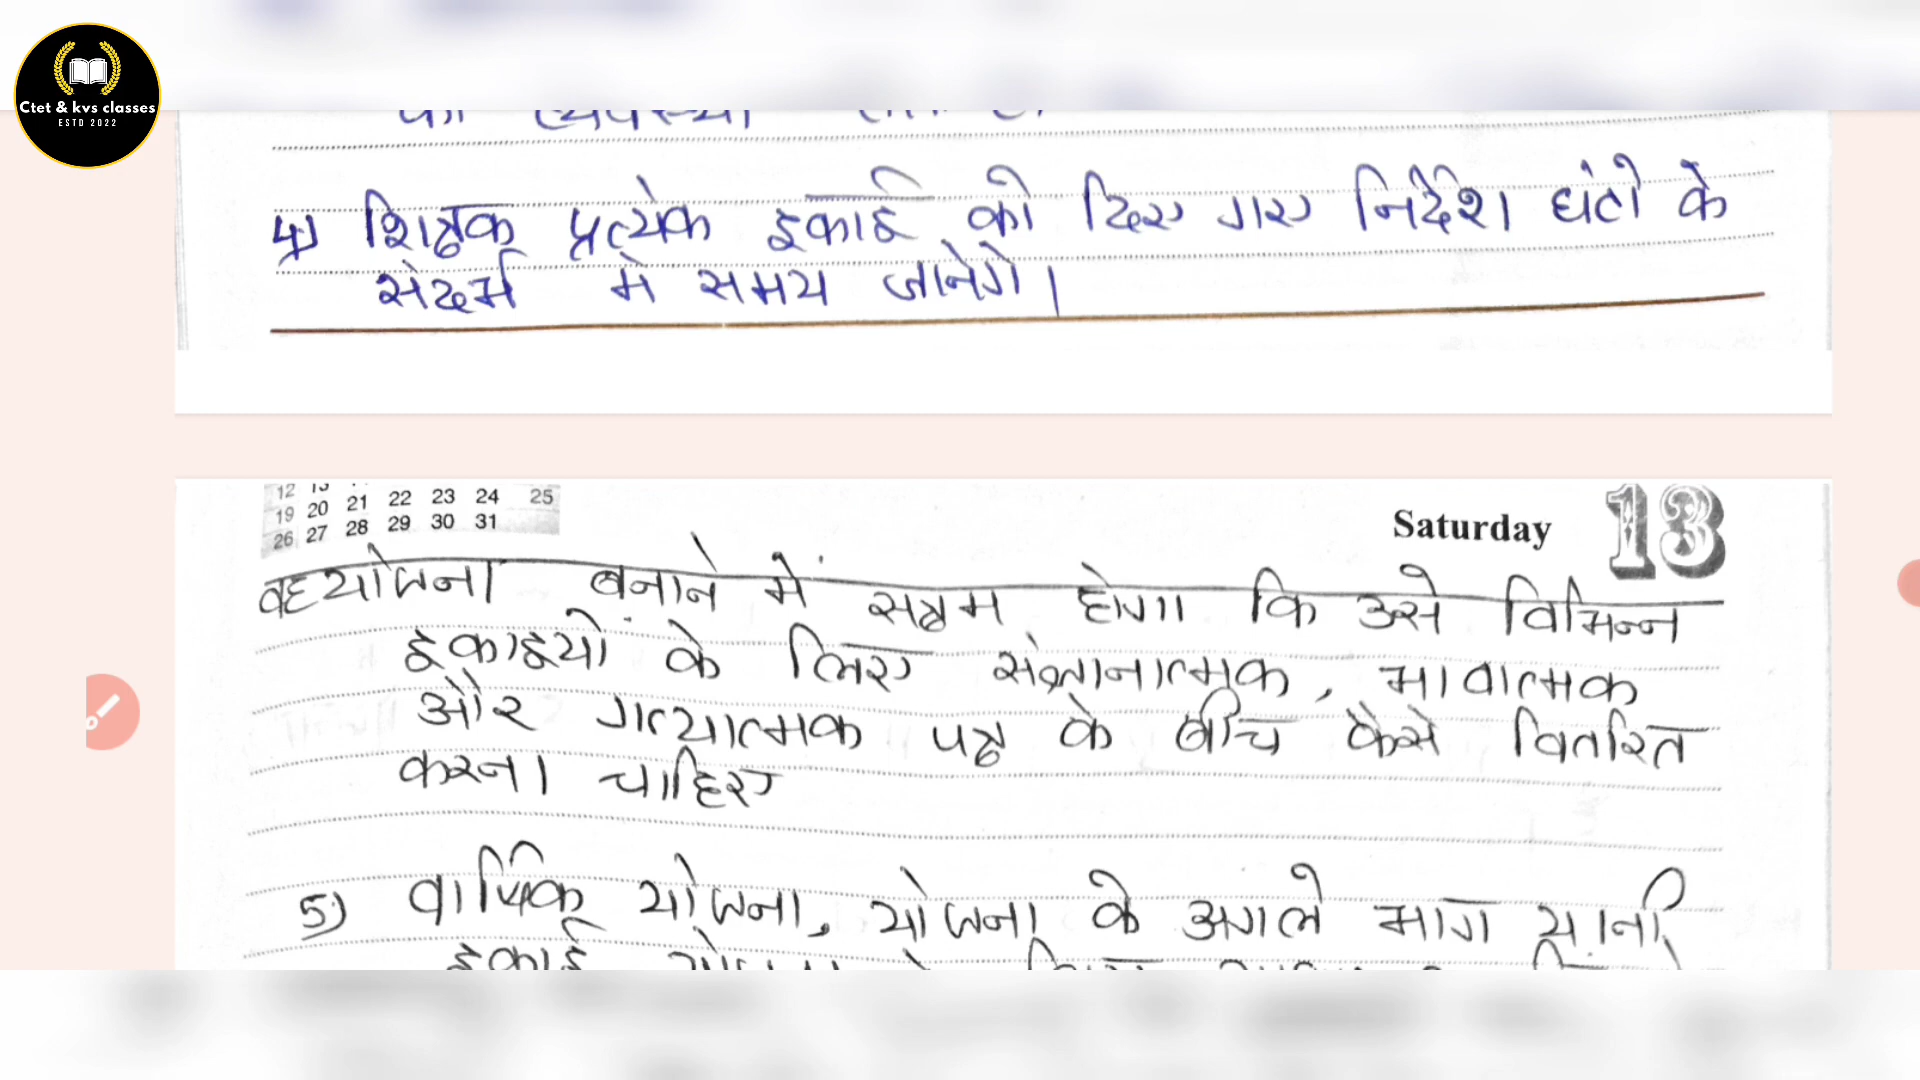 Ctet & kvs classes
ESTD 2022
4) शिक्षक प्रत्येक इकाई को दिए गए निर्देश घंटो के
संदर्भ मे समय जानेगे।
12 13
19 20 21 22 23 24 25
26 27 28 29 30 31
Saturday 13
वह योजना बनाने में सक्षम होगा कि उसे विभिन्न
इकाइयों के लिए संज्ञानात्मक, भावात्मक
और गत्यात्मक पक्ष के बीच कैसे वितरित
करना चाहिए
5) वार्षिक योजना, योजना के अगले भाग यानी
इकाई